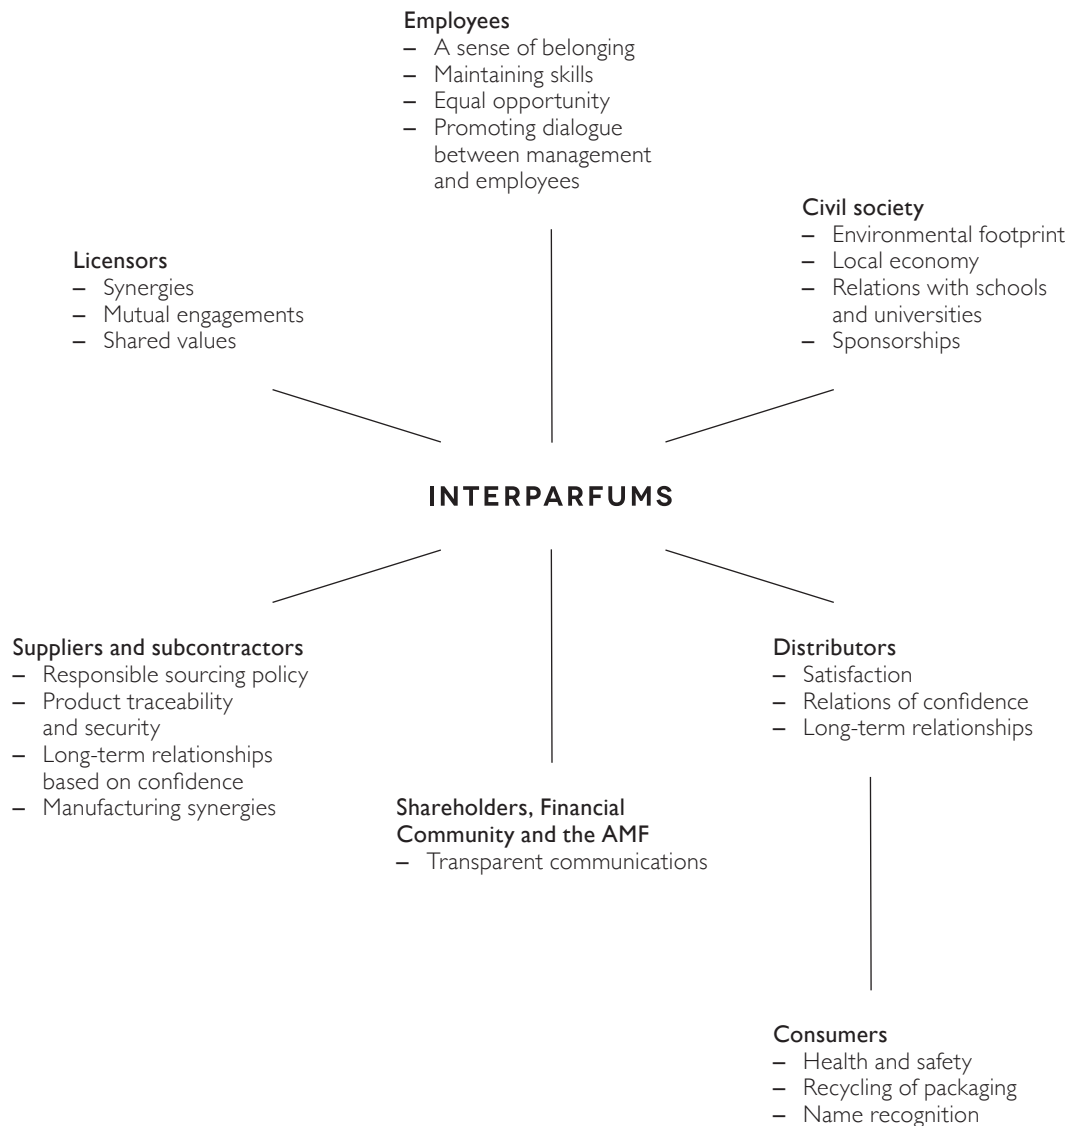 Employees
– A sense of belonging
– Maintaining skills
– Equal opportunity
– Promoting dialogue
between management
and employees
Civil society
– Environmental footprint
– Local economy
– Relations with schools
and universities
– Sponsorships
Licensors
– Synergies
– Mutual engagements
– Shared values
INTERPARFUMS
Suppliers and subcontractors
– Responsible sourcing policy
– Product traceability
and security
– Long-term relationships
based on confidence
– Manufacturing synergies
Distributors
– Satisfaction
– Relations of confidence
– Long-term relationships
Shareholders, Financial
Community and the AMF
– Transparent communications
Consumers
– Health and safety
– Recycling of packaging
– Name recognition